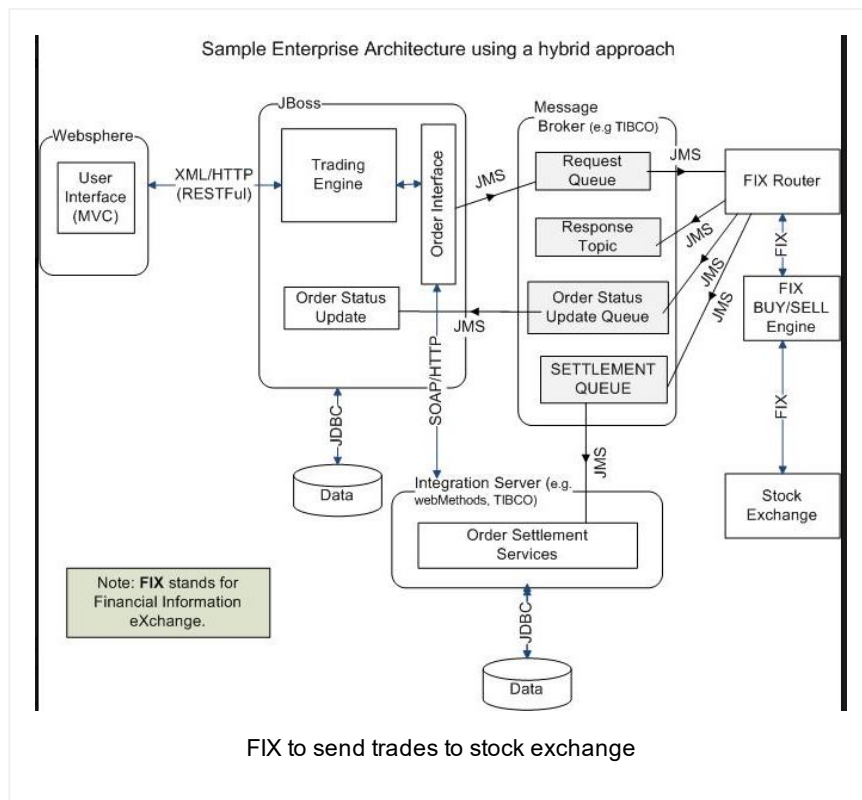 Sample Enterprise Architecture using a hybrid approach
Websphere
User
Interface
(MVC)
XML/HTTP
(RESTFul)
JBoss
Trading
Engine
Order Interface
Order Status
Update
JMS
Message
Broker (e.g TIBCO)
Request
Queue
Response
Topic
Order Status
Update Queue
SETTLEMENT
QUEUE
JMS
JMS
JMS
JMS
JMS
FIX Router
FIX
FIX
BUY/SELL
Engine
FIX
Stock
Exchange
JDBC
Data
SOAP/HTTP
JMS
Integration Server (e.g.
webMethods, TIBCO)
Order Settlement
Services
JDBC
Data
Note: FIX stands for
Financial Information
eXchange.
FIX to send trades to stock exchange